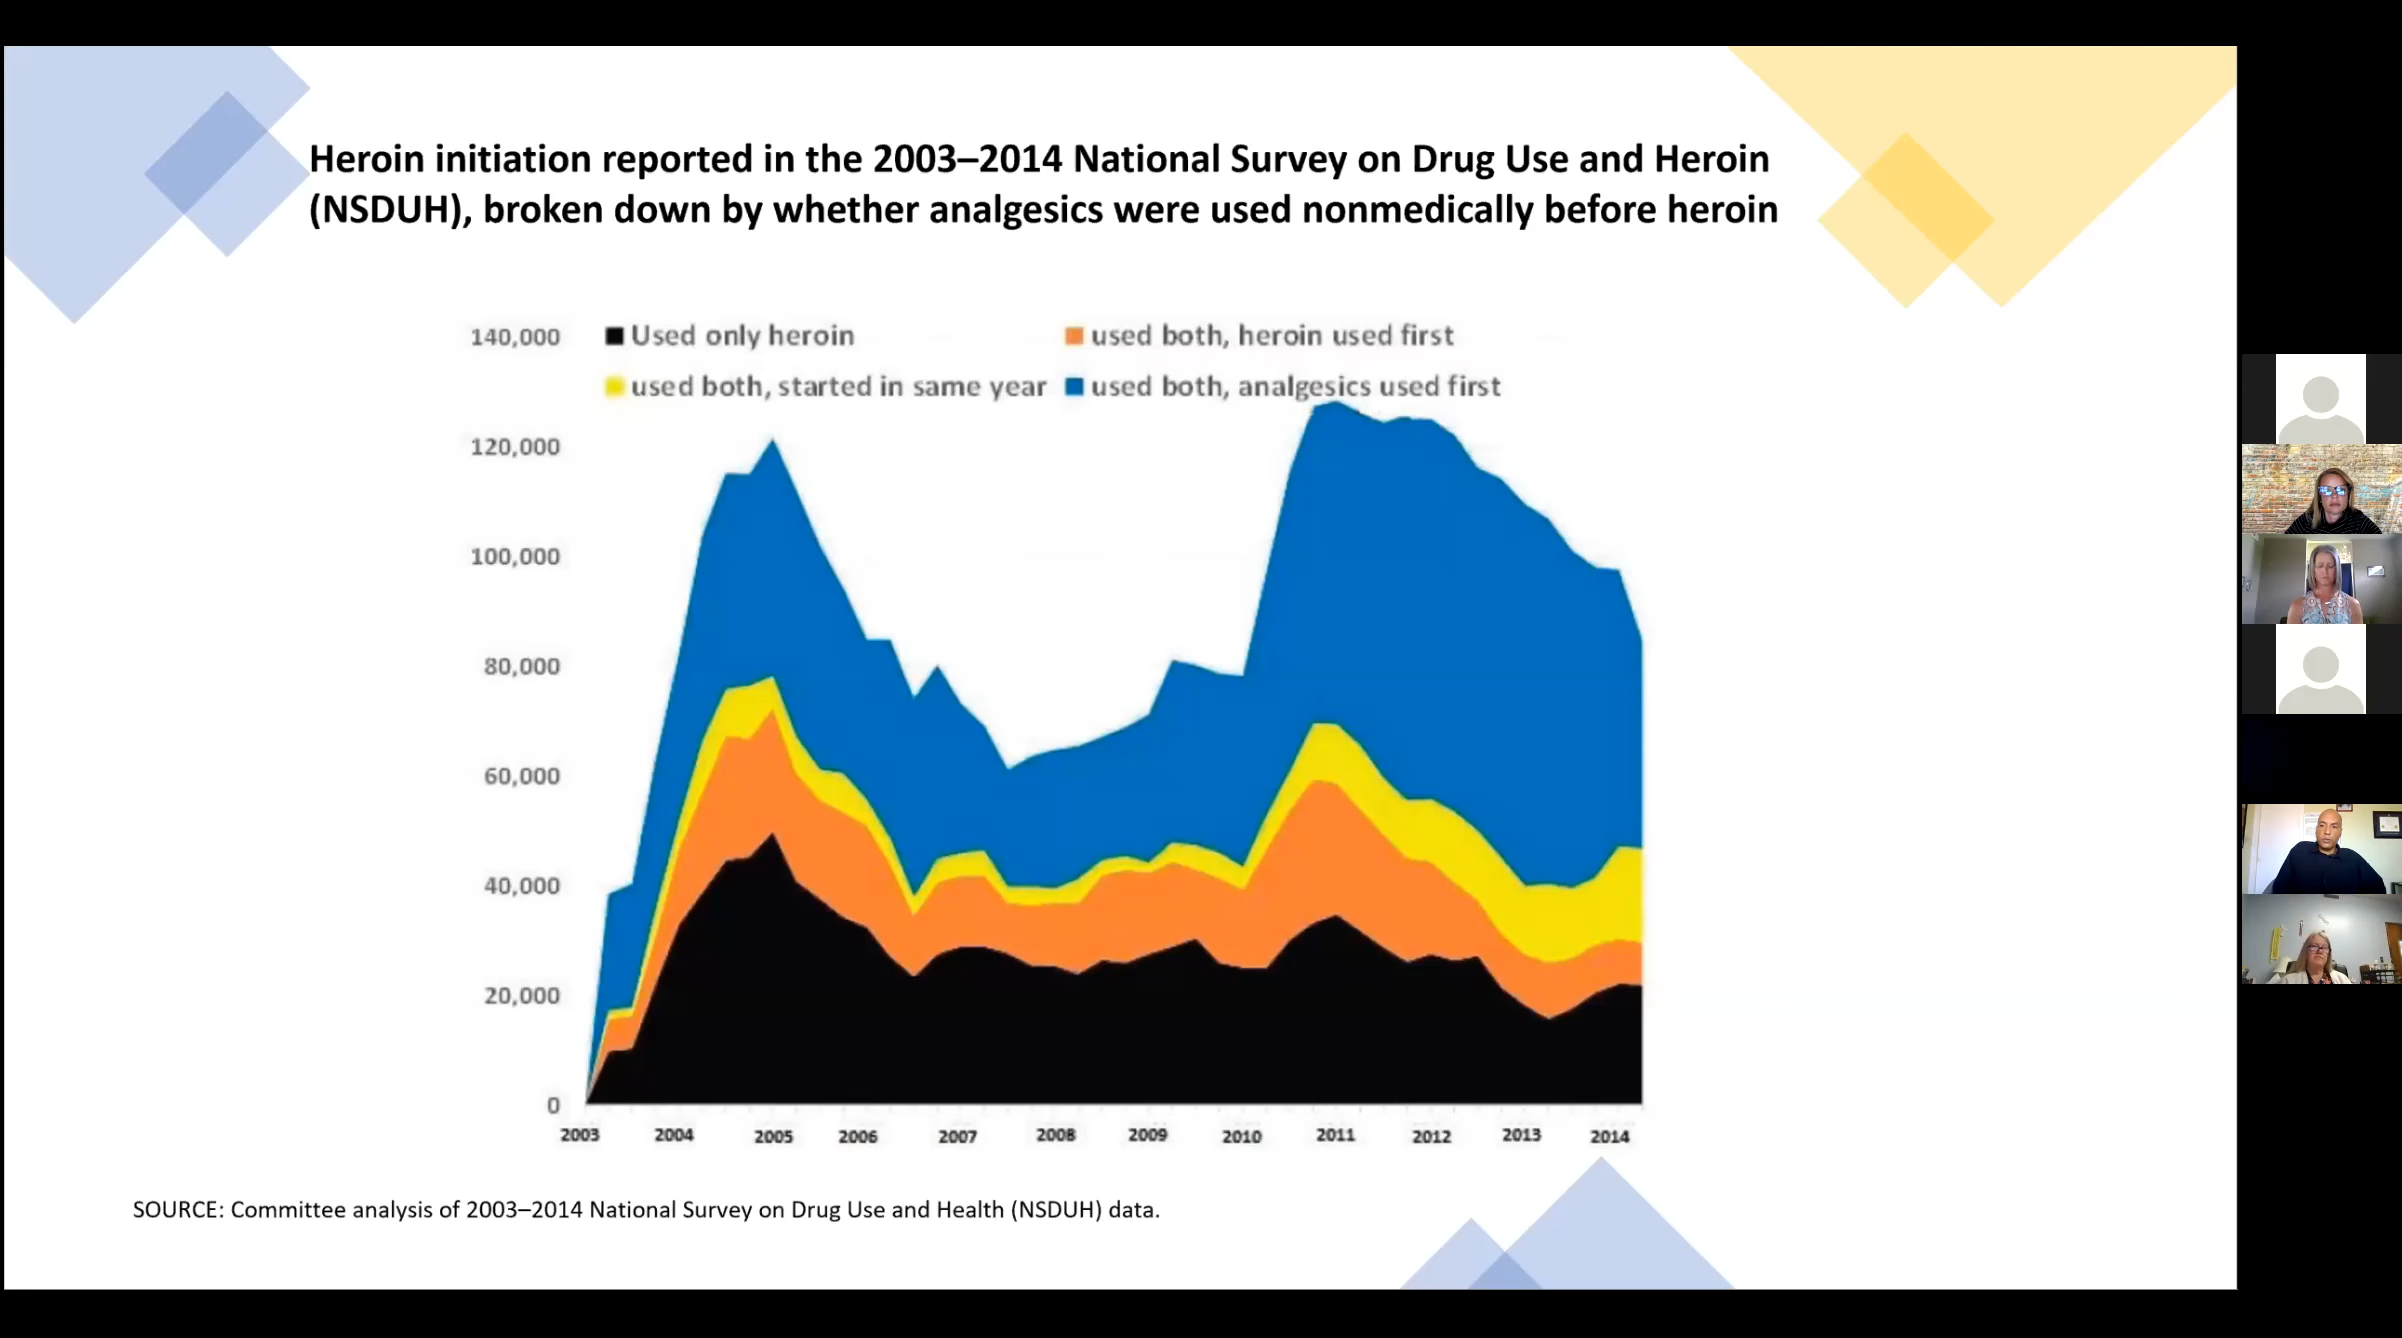 Heroin initiation reported in the 2003–2014 National Survey on Drug Use and Heroin
(NSDUH), broken down by whether analgesics were used nonmedically before heroin
Used only heroin
used both, heroin used first
used both, started in same year
used both, analgesics used first
140,000
120,000
100,000
80,000
60,000
40,000
20,000
0
2003 2004 2005 2006 2007 2008 2009 2010 2011 2012 2013 2014
SOURCE: Committee analysis of 2003–2014 National Survey on Drug Use and Health (NSDUH) data.